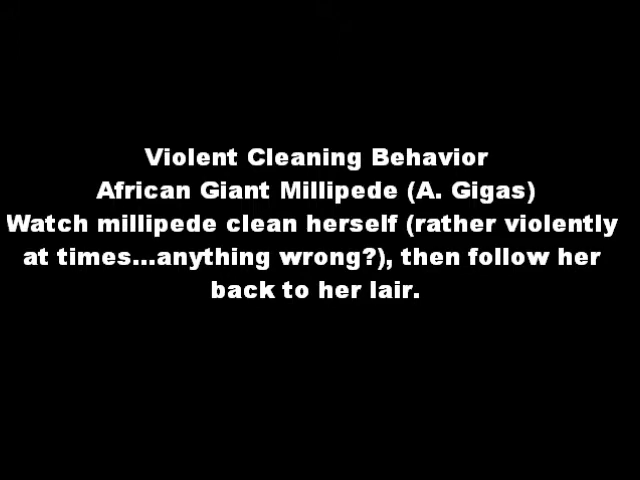 Violent Cleaning Behavior
African Giant Millipede (A. Gigas)
Watch millipede clean herself (rather violently
at times...anything wrong?), then follow her
back to her lair.